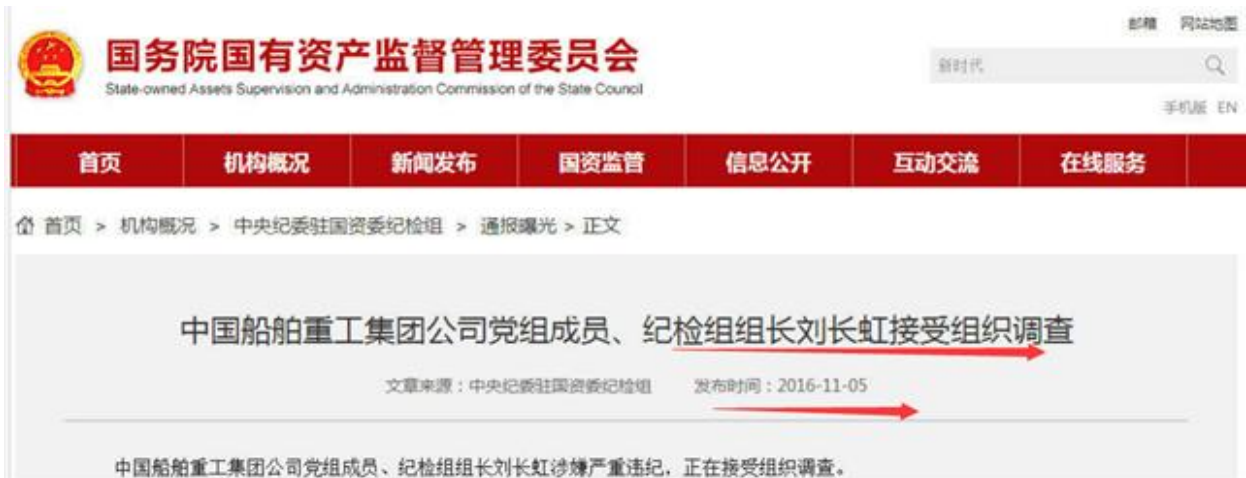 邮箱 网站地图
国务院国有资产监督管理委员会
State-owned Assets Supervision and Administration Commission of the State Council
新时代
手机版 EN
首页 机构概况 新闻发布 国资监管 信息公开 互动交流 在线服务
首页 > 机构概况 > 中央纪委驻国资委纪检组 > 通报曝光 > 正文
中国船舶重工集团公司党组成员、纪检组组长刘长虹接受组织调查
文章来源：中央纪委驻国资委纪检组 发布时间：2016-11-05
中国船舶重工集团公司党组成员、纪检组组长刘长虹涉嫌严重违纪，正在接受组织调查。